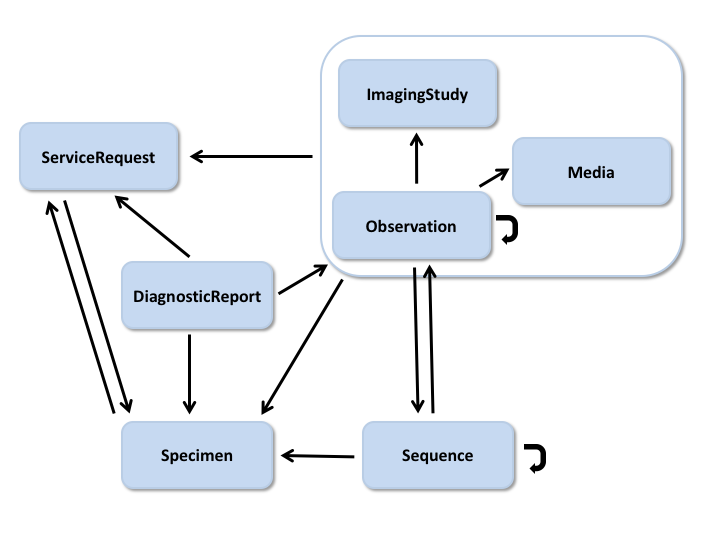 ImagingStudy
ServiceRequest
Media
Observation
DiagnosticReport
Specimen
Sequence